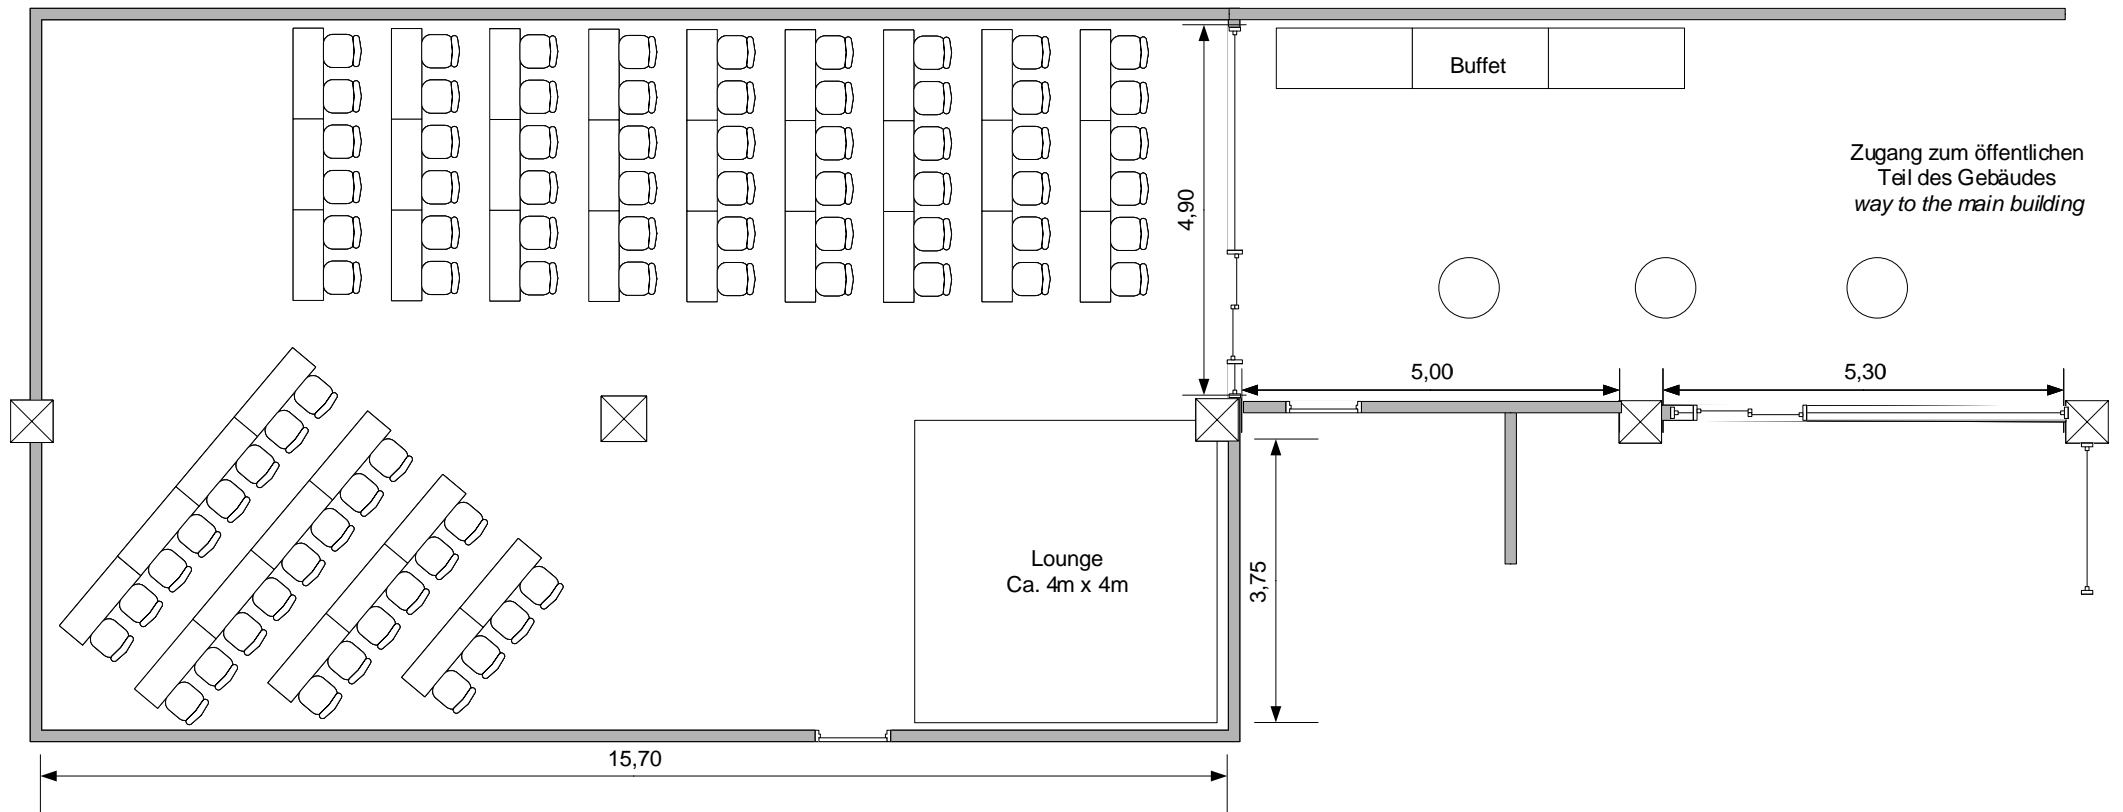 Buffet
Zugang zum öffentlichen
Teil des Gebäudes
way to the main building
4,90
5,00
5,30
Lounge
Ca. 4m x 4m
3,75
15,70